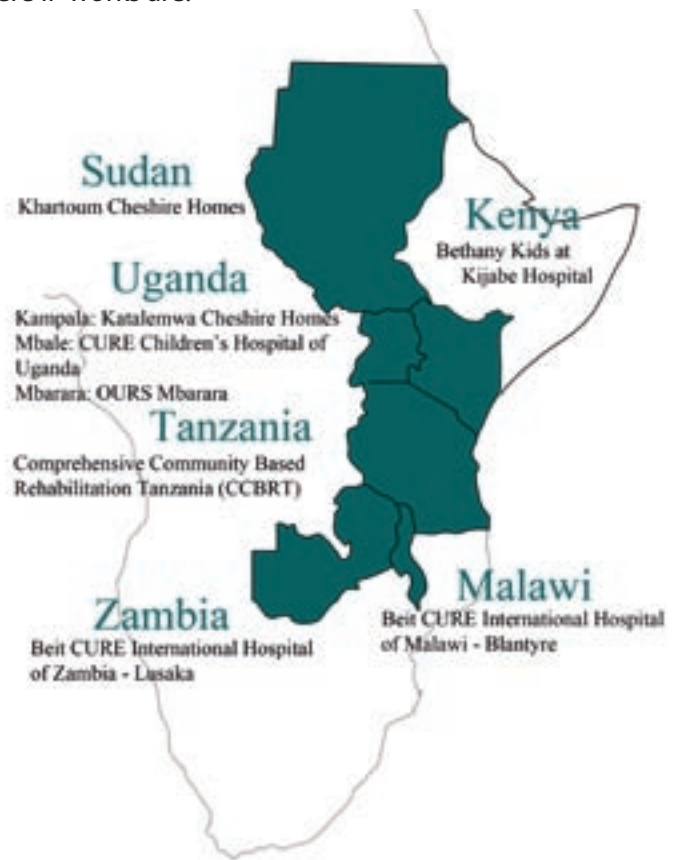 Sudan
Khartoum Cheshire Homes
Kenya
Bethany Kids at
Kijabe Hospital
Uganda
Kampala: Katalemwa Cheshire Homes
Mbale: CURE Children's Hospital of
Uganda
Mbarara: OURS Mbarara
Tanzania
Comprehensive Community Based
Rehabilitation Tanzania (CCBRT)
Malawi
Beit CURE International Hospital
of Malawi - Blantyre
Zambia
Beit CURE International Hospital
of Zambia - Lusaka